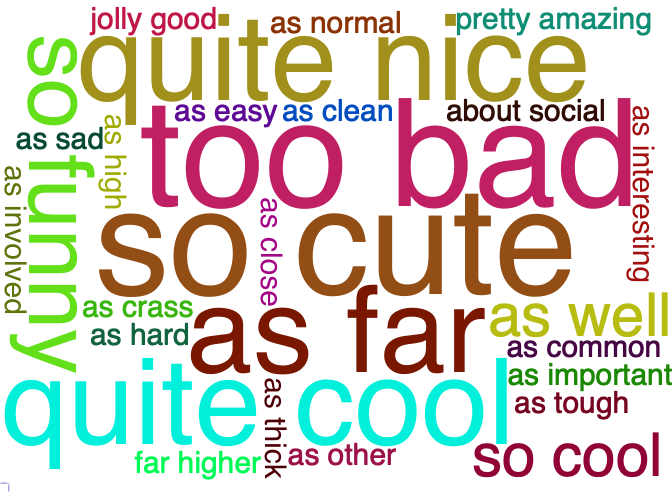 jolly good
as normal
pretty amazing
quite nice
so funny
as easy
as clean
about social
as sad
as high
too bad
as interesting
as involved
so cute
as close
as crass
as hard
as far
as well
as common
quite cool
as important
as thick
as tough
far higher
as other
so cool